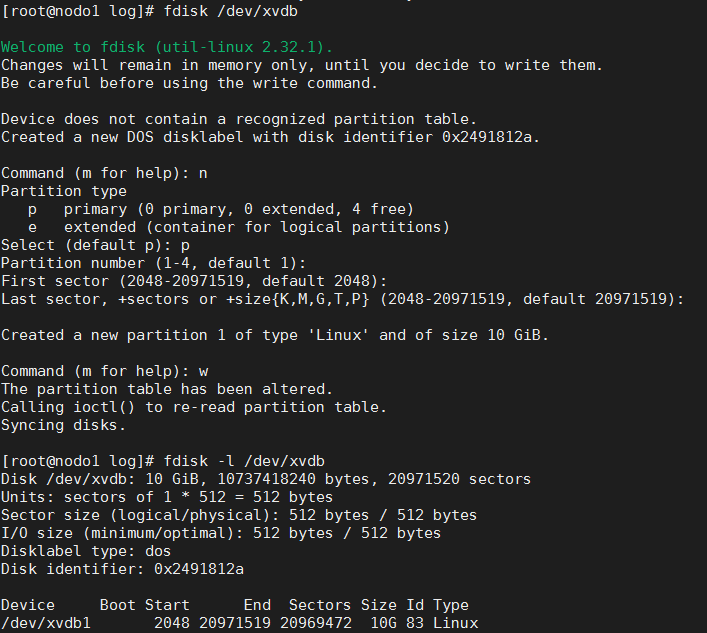 [root@nodo1 log]# fdisk /dev/xvdb
Welcome to fdisk (util-linux 2.32.1).
Changes will remain in memory only, until you decide to write them.
Be careful before using the write command.
Device does not contain a recognized partition table.
Created a new DOS disklabel with disk identifier 0x2491812a.
Command (m for help): n
Partition type
   p   primary (0 primary, 0 extended, 4 free)
   e   extended (container for logical partitions)
Select (default p): p
Partition number (1-4, default 1):
First sector (2048-20971519, default 2048):
Last sector, +sectors or +size{K,M,G,T,P} (2048-20971519, default 20971519):
Created a new partition 1 of type 'Linux' and of size 10 GiB.
Command (m for help): w
The partition table has been altered.
Calling ioctl() to re-read partition table.
Syncing disks.
[root@nodo1 log]# fdisk -l /dev/xvdb
Disk /dev/xvdb: 10 GiB, 10737418240 bytes, 20971520 sectors
Units: sectors of 1 * 512 = 512 bytes
Sector size (logical/physical): 512 bytes / 512 bytes
I/O size (minimum/optimal): 512 bytes / 512 bytes
Disklabel type: dos
Disk identifier: 0x2491812a
Device     Boot Start      End  Sectors Size Id Type
/dev/xvdb1       2048 20971519 20969472  10G 83 Linux